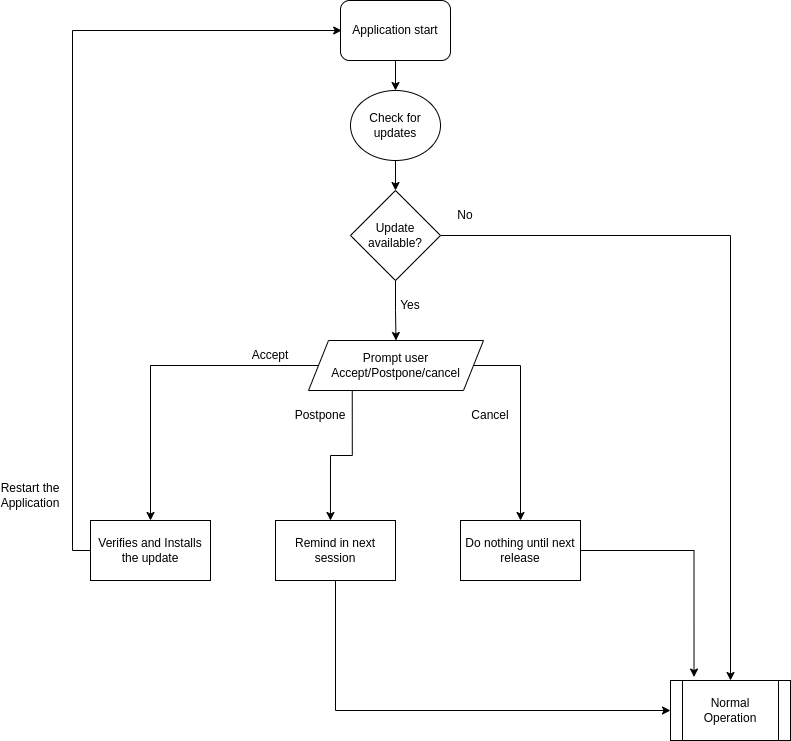 Application start
Check for
updates
Update
available?
No
Yes
Prompt user
Accept/Postpone/cancel
Accept
Postpone
Cancel
Restart the
Application
Verifies and Installs
the update
Remind in next
session
Do nothing until next
release
Normal
Operation